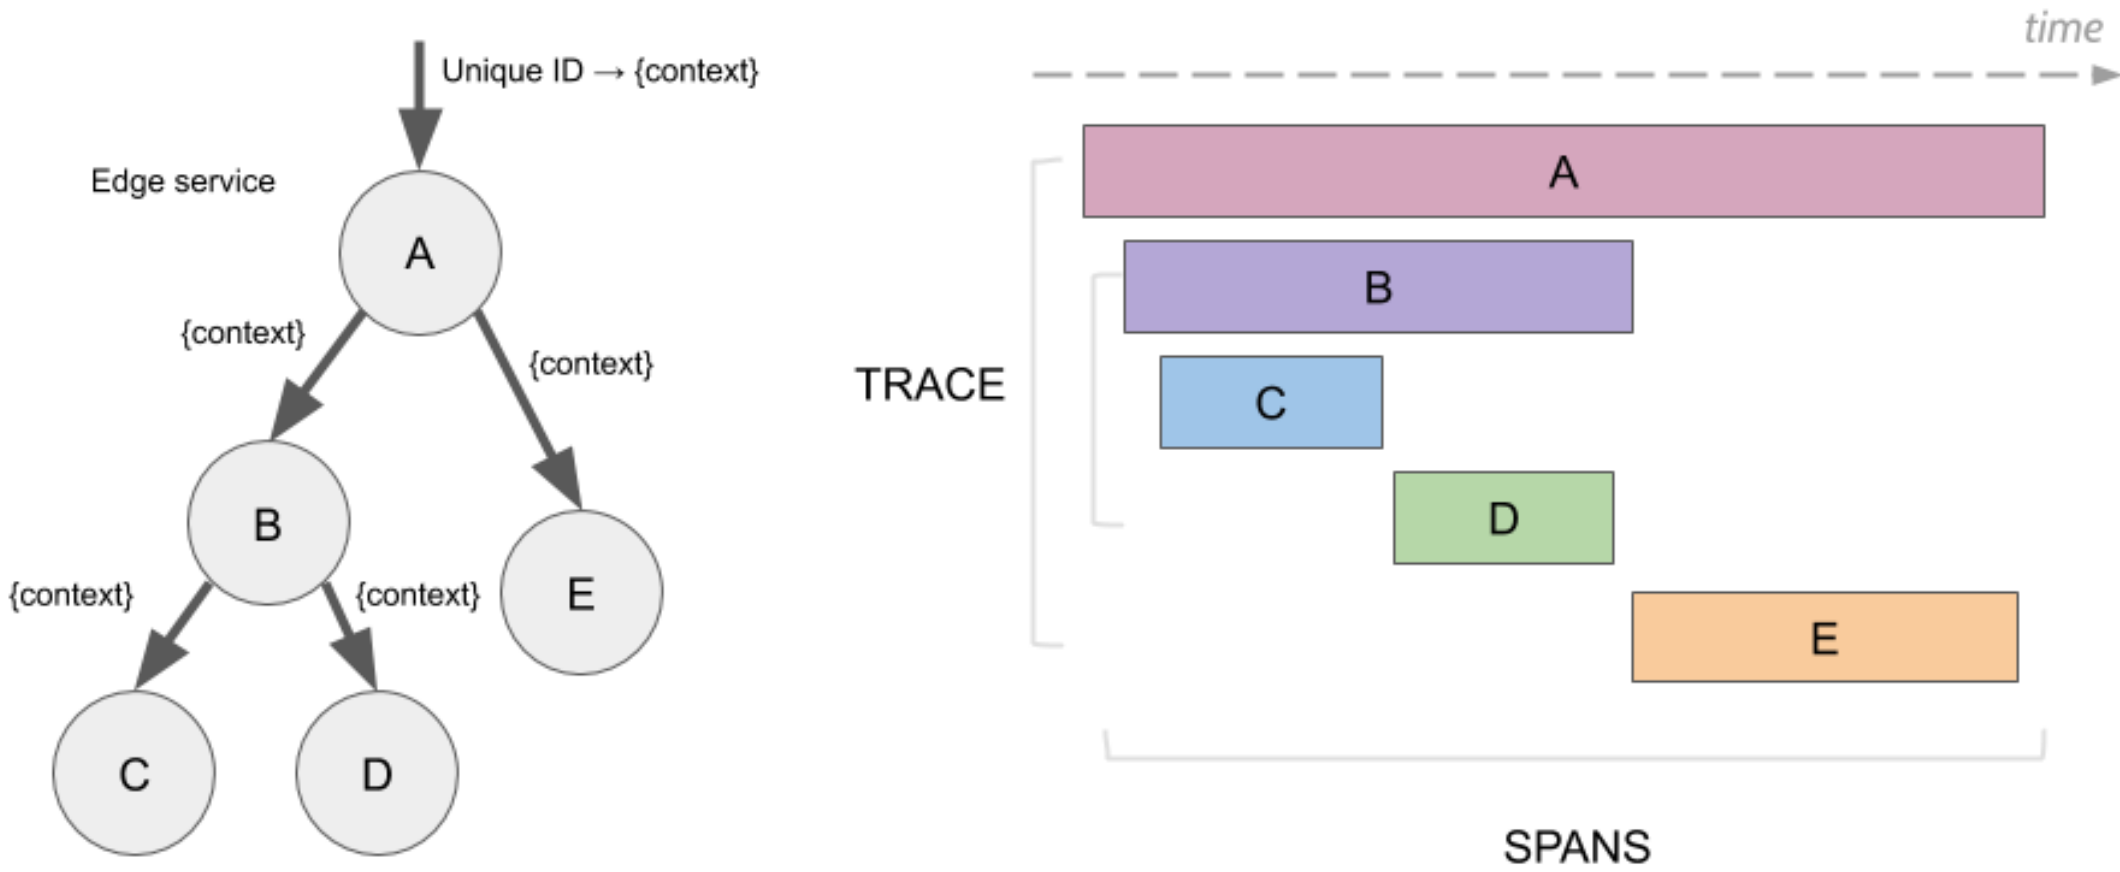 Unique ID → {context}
Edge service
A
{context}
{context}
B
E
{context}
{context}
C
D
time
A
B
C
TRACE
D
E
SPANS